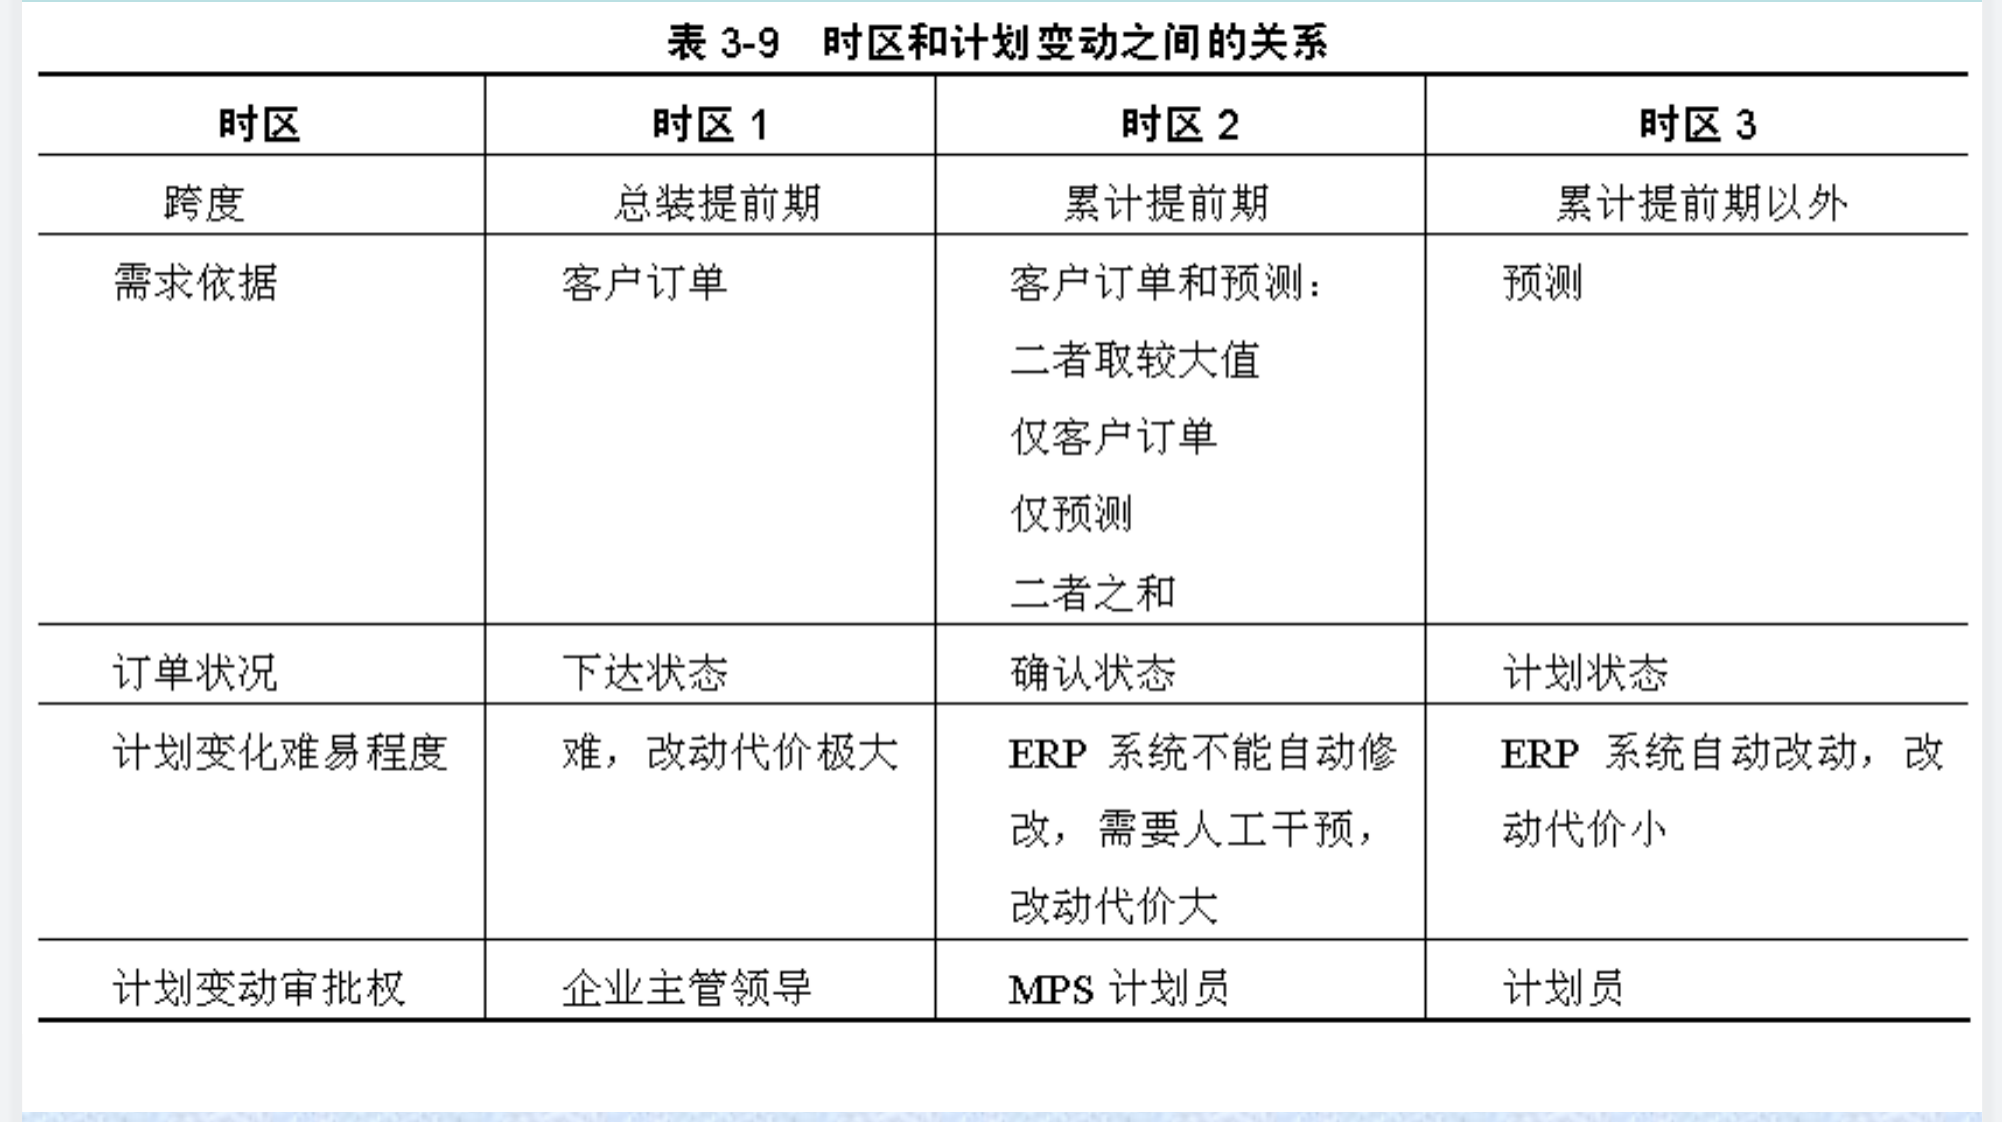 表 3-9 时区和计划变动之间的关系
时区 时区 1 时区 2 时区 3
跨度 总装提前期 累计提前期 累计提前期以外
需求依据 客户订单 客户订单和预测： 预测
二者取较大值
仅客户订单
仅预测
二者之和
订单状况 下达状态 确认状态 计划状态
计划变化难易程度 难，改动代价极大 ERP 系统不能自动修 ERP 系统自动改动，改
改，需要人工干预， 动代价小
改动代价大
计划变动审批权 企业主管领导 MPS 计划员 计划员